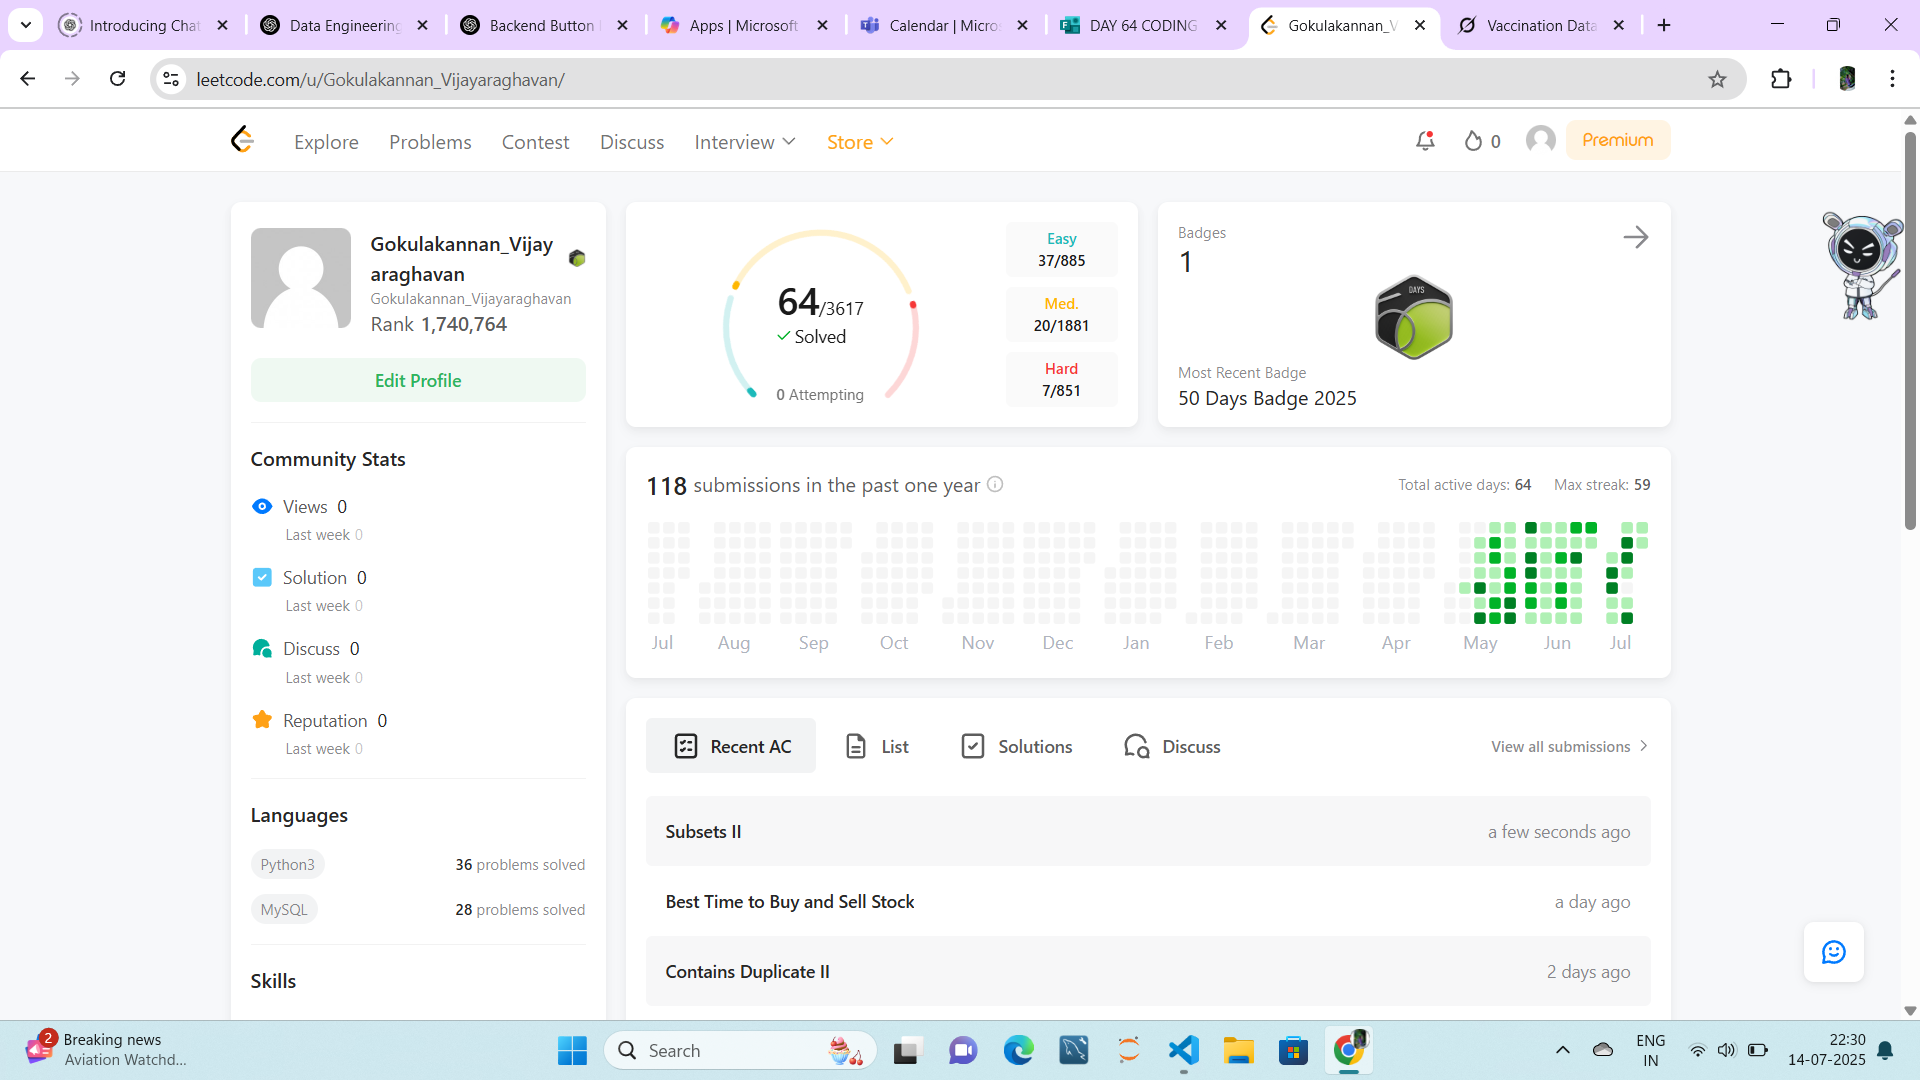 Introducing Chat
Data Engineering
Backend Button
Apps | Microsoft
Calendar | Micros
DAY 64 CODING
Gokulakannan_V
Vaccination Data
leetcode.com/u/Gokulakannan_Vijayaraghavan/
Explore
Problems
Contest
Discuss
Interview
Store
0
Premium
Gokulakannan_Vijay
araghavan
Gokulakannan_Vijayaraghavan
Rank 1,740,764
Edit Profile
Community Stats
Views 0
Last week 0
Solution 0
Last week 0
Discuss 0
Last week 0
Reputation 0
Last week 0
Languages
Python3 36 problems solved
MySQL 28 problems solved
Skills
64/3617
Solved
0 Attempting
Easy
37/885
Med.
20/1881
Hard
7/851
Badges
1
DAYS
Most Recent Badge
50 Days Badge 2025
118 submissions in the past one year
Total active days: 64 Max streak: 59
Jul Aug Sep Oct Nov Dec Jan Feb Mar Apr May Jun Jul
Recent AC
List
Solutions
Discuss
View all submissions
Subsets II a few seconds ago
Best Time to Buy and Sell Stock a day ago
Contains Duplicate II 2 days ago
2
Breaking news
Aviation Watchd...
Search
ENG
IN
22:30
14-07-2025